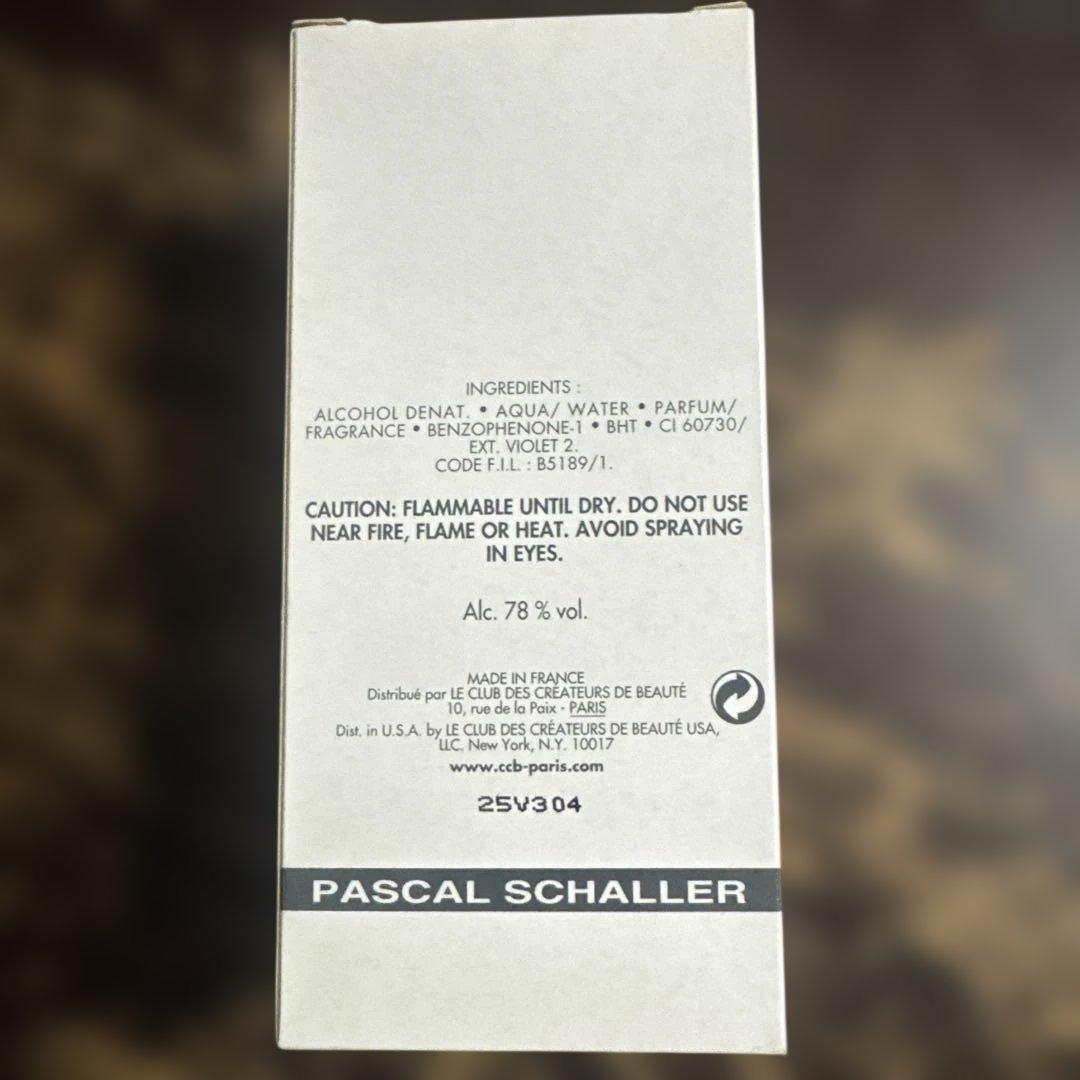 INGREDIENTS :
ALCOHOL DENAT. • AQUA/ WATER • PARFUM/
FRAGRANCE • BENZOPHENONE-1 • BHT • CI 60730/
EXT. VIOLET 2.
CODE F.I.L. : B5189/1.
CAUTION: FLAMMABLE UNTIL DRY. DO NOT USE
NEAR FIRE, FLAME OR HEAT. AVOID SPRAYING
IN EYES.
Alc. 78 % vol.
MADE IN FRANCE
Distribué par LE CLUB DES CRÉATEURS DE BEAUTÉ
10, rue de la Paix - PARIS
Dist. in U.S.A. by LE CLUB DES CRÉATEURS DE BEAUTÉ USA,
LLC. New York, N.Y. 10017
www.ccb-paris.com
25V304
PASCAL SCHALLER